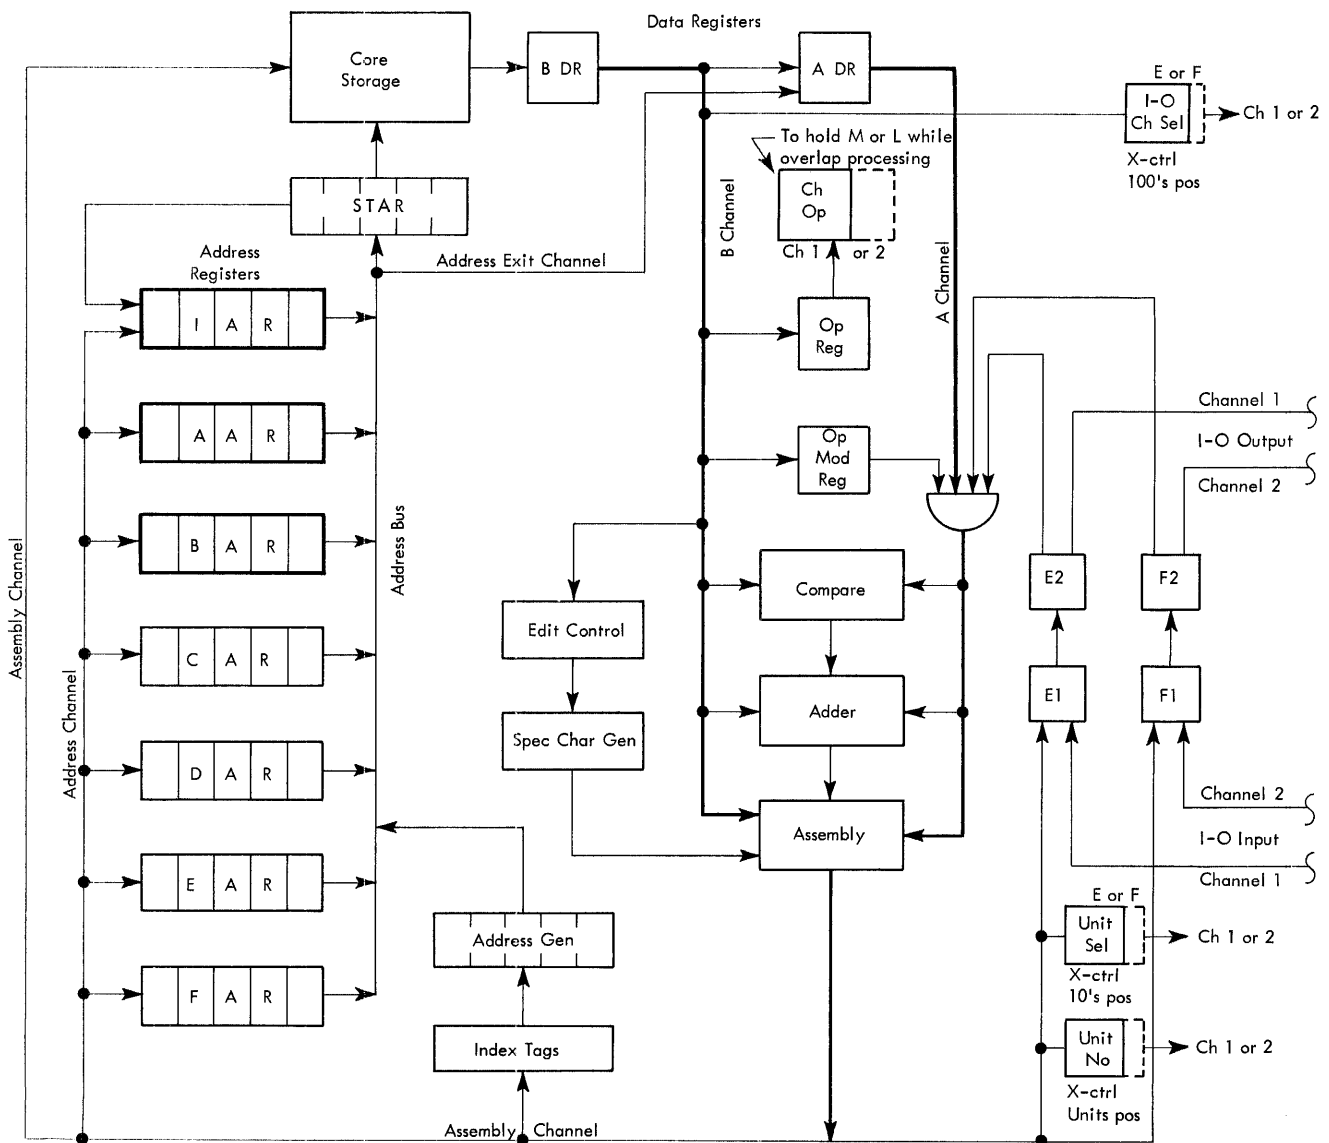 Data Registers
Core
Storage
B DR
A DR
E or F
I-O
Ch Sel
Ch 1 or 2
X-ctrl
100's pos
To hold M or L while
overlap processing
Ch
Op
Ch 1 or 2
STAR
Address
Registers
Address Exit Channel
B Channel
A Channel
I A R
Op
Reg
A A R
Op
Mod
Reg
Channel 1
I-O Output
Channel 2
B A R
Address Bus
Assembly Channel
Address Channel
Compare
E2
F2
Edit Control
C A R
Adder
E1
F1
Spec Char Gen
D A R
Channel 2
Assembly
I-O Input
Channel 1
E A R
E or F
Unit
Sel
Ch 1 or 2
X-ctrl
10's pos
Address Gen
F A R
Index Tags
Unit
No
Ch 1 or 2
X-ctrl
Units pos
Assembly Channel